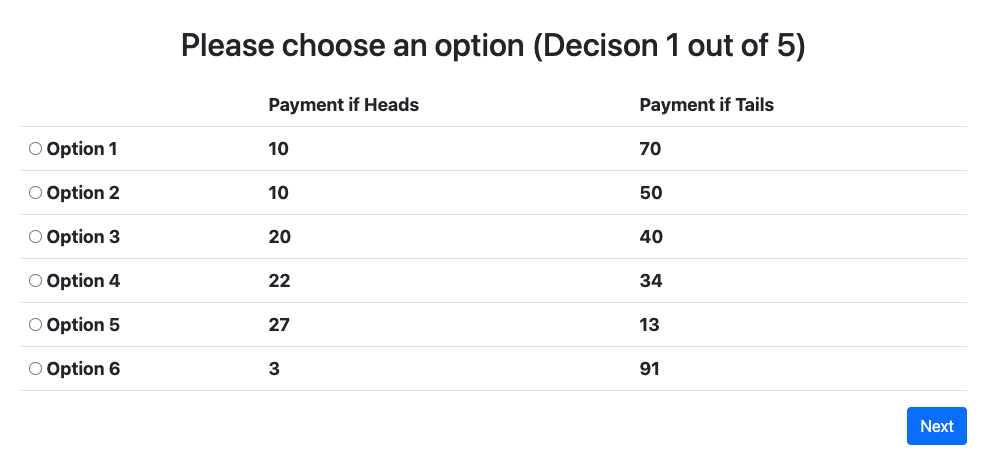 Please choose an option (Decison 1 out of 5)
Payment if Heads Payment if Tails
Option 1 10 70
Option 2 10 50
Option 3 20 40
Option 4 22 34
Option 5 27 13
Option 6 3 91
Next